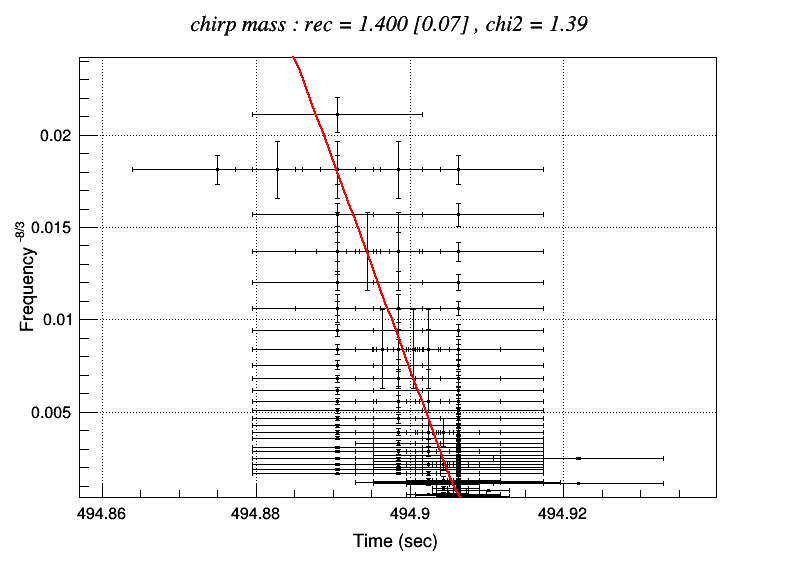 chirp mass : rec = 1.400 [0.07] , chi2 = 1.39
Frequency -8/3
0.02
0.015
0.01
0.005
494.86 494.88 494.9 494.92
Time (sec)